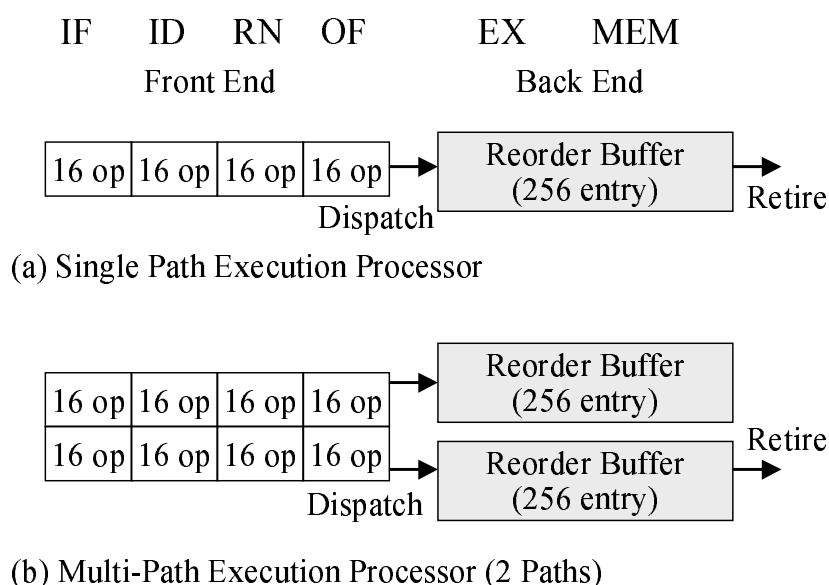 IF ID RN OF EX MEM
Front End Back End
16 op 16 op 16 op 16 op
Reorder Buffer
(256 entry)
Dispatch
Retire
(a) Single Path Execution Processor
16 op 16 op 16 op 16 op
Reorder Buffer
(256 entry)
16 op 16 op 16 op 16 op
Reorder Buffer
(256 entry)
Dispatch
Retire
(b) Multi-Path Execution Processor (2 Paths)